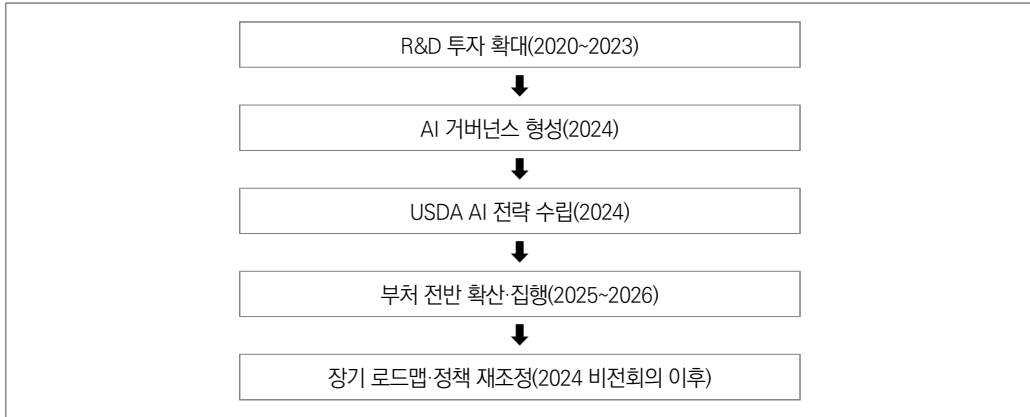 R&D 투자 확대(2020~2023)
AI 거버넌스 형성(2024)
USDA AI 전략 수립(2024)
부처 전반 확산·집행(2025~2026)
장기 로드맵·정책 재조정(2024 비전회의 이후)